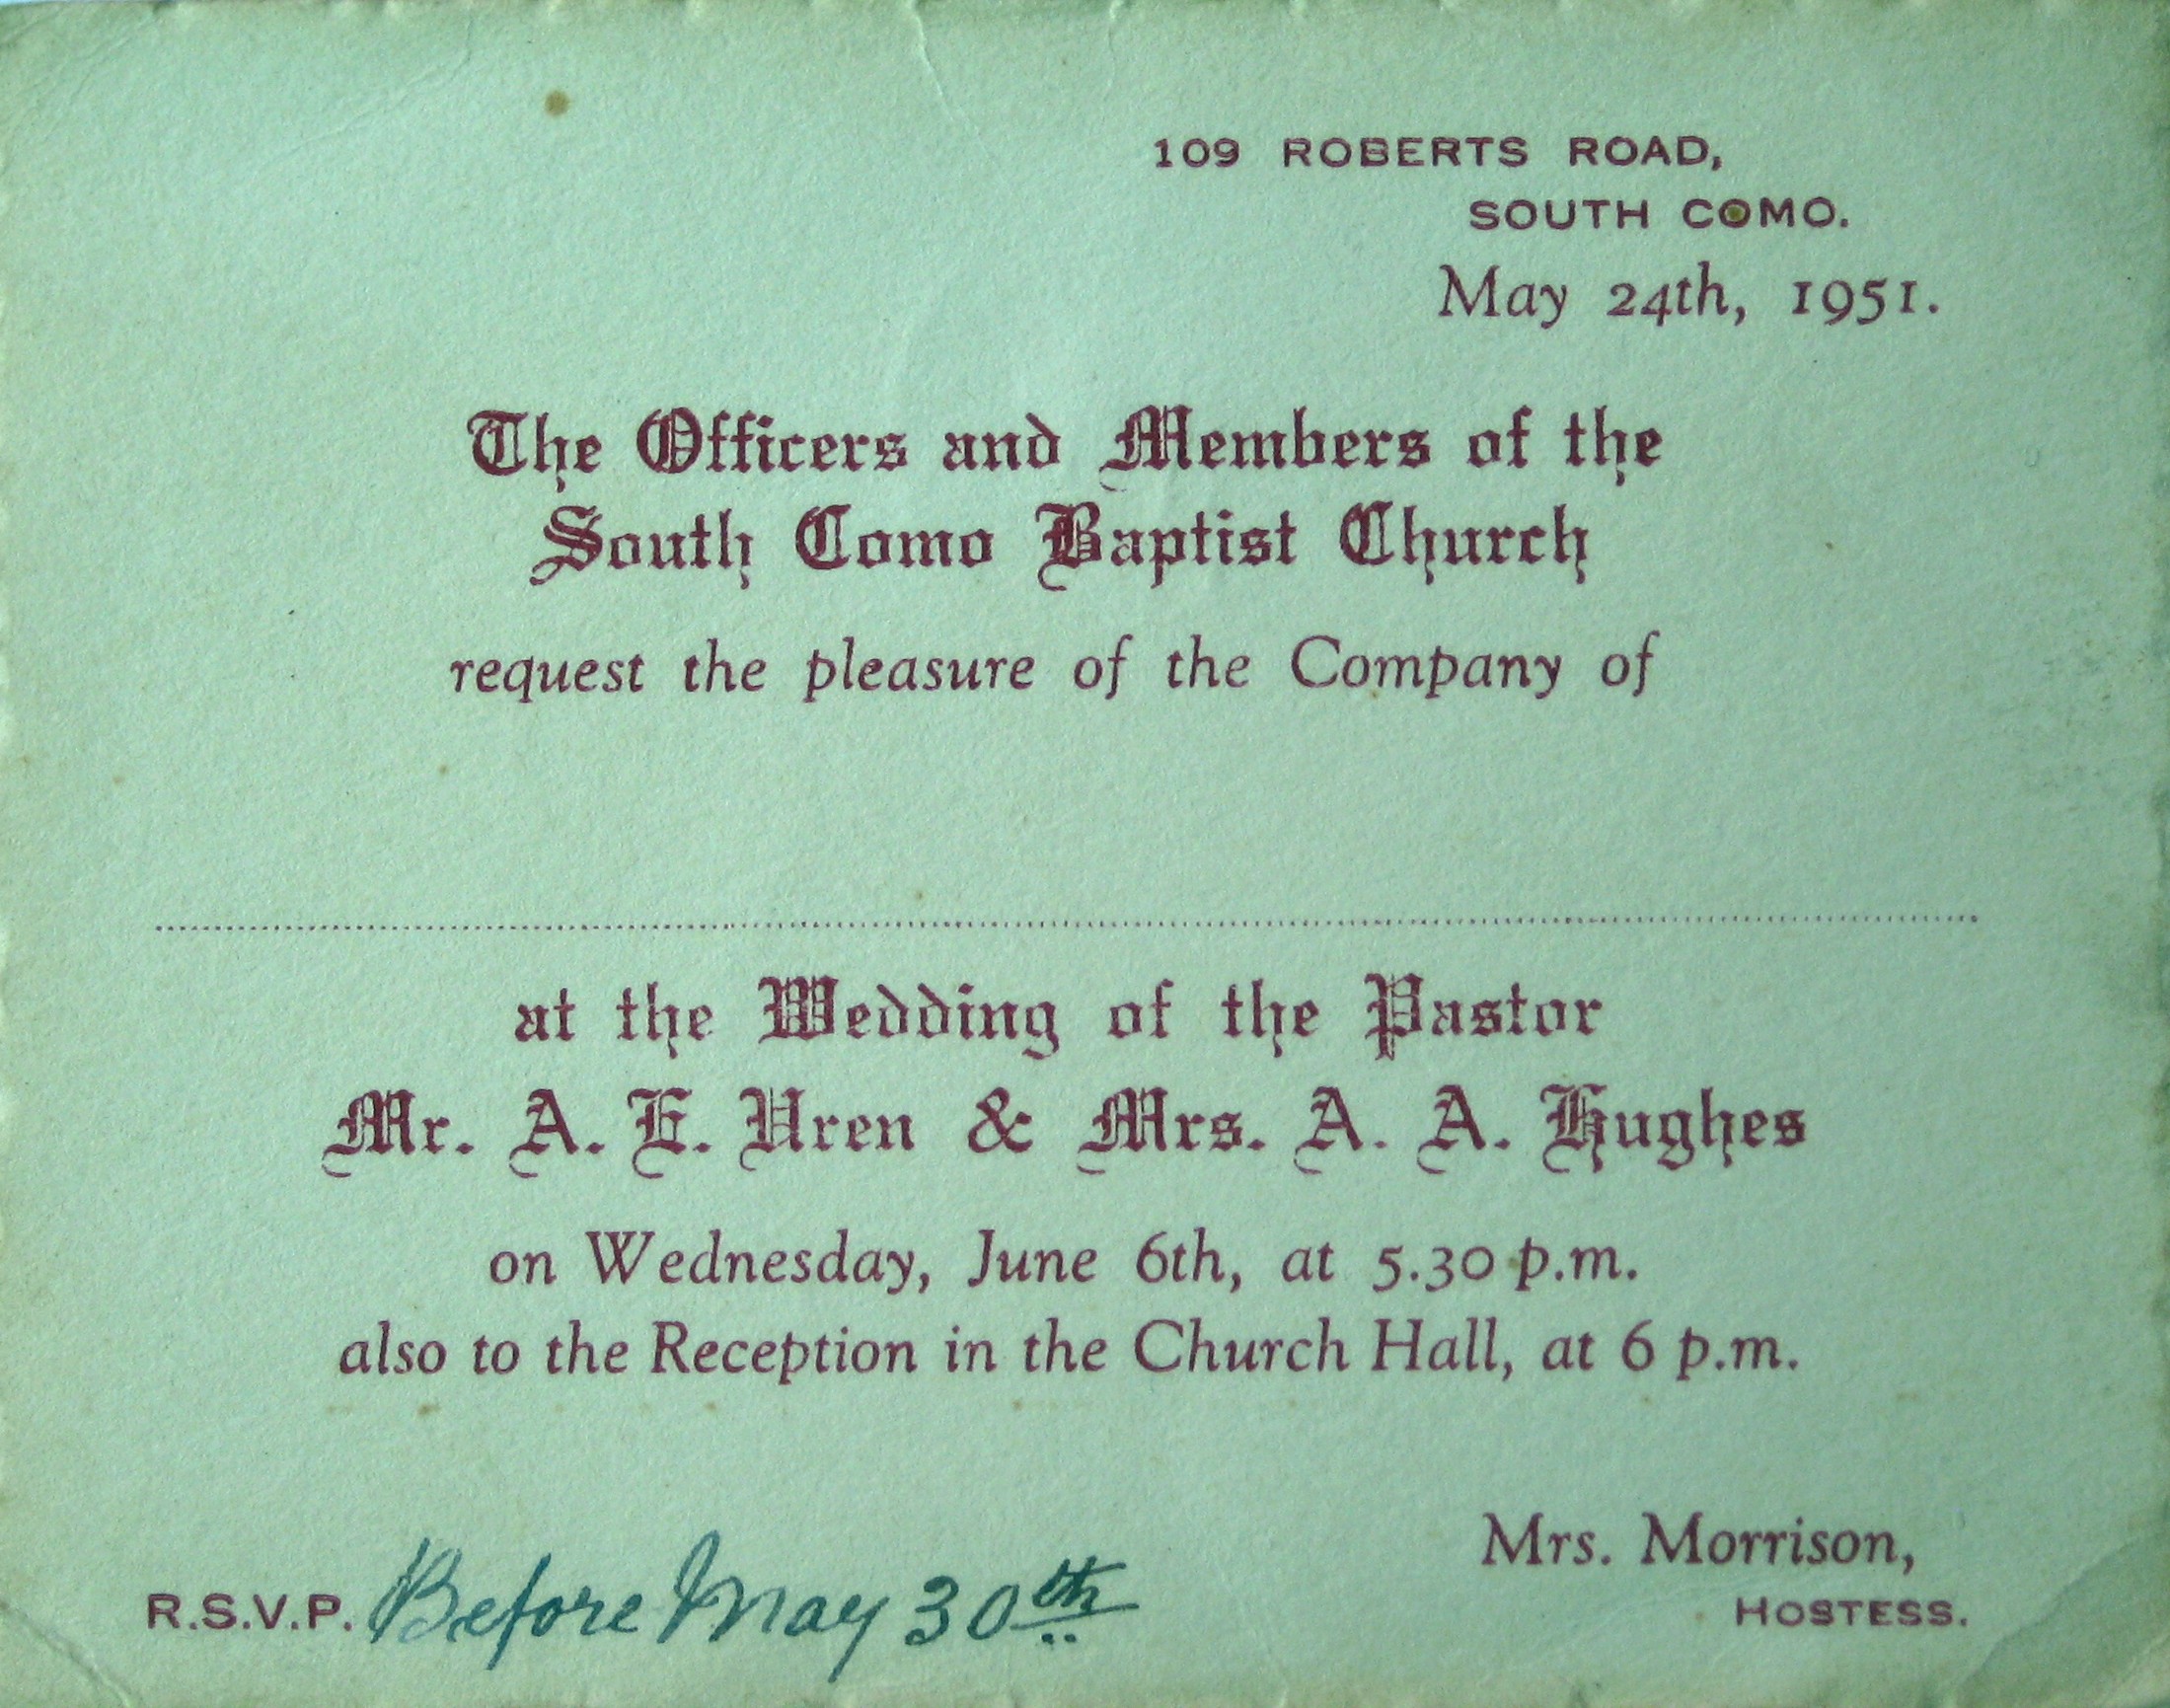 109 ROBERTS ROAD,
SOUTH COMO.
May 24th, 1951.
The Officers and Members of the
South Como Baptist Church
request the pleasure of the Company of
at the Wedding of the Pastor
Mr. A. E. Uren & Mrs. A. A. Hughes
on Wednesday, June 6th, at 5.30 p.m.
also to the Reception in the Church Hall, at 6 p.m.
Mrs. Morrison,
HOSTESS.
R.S.V.P. Before May 30th